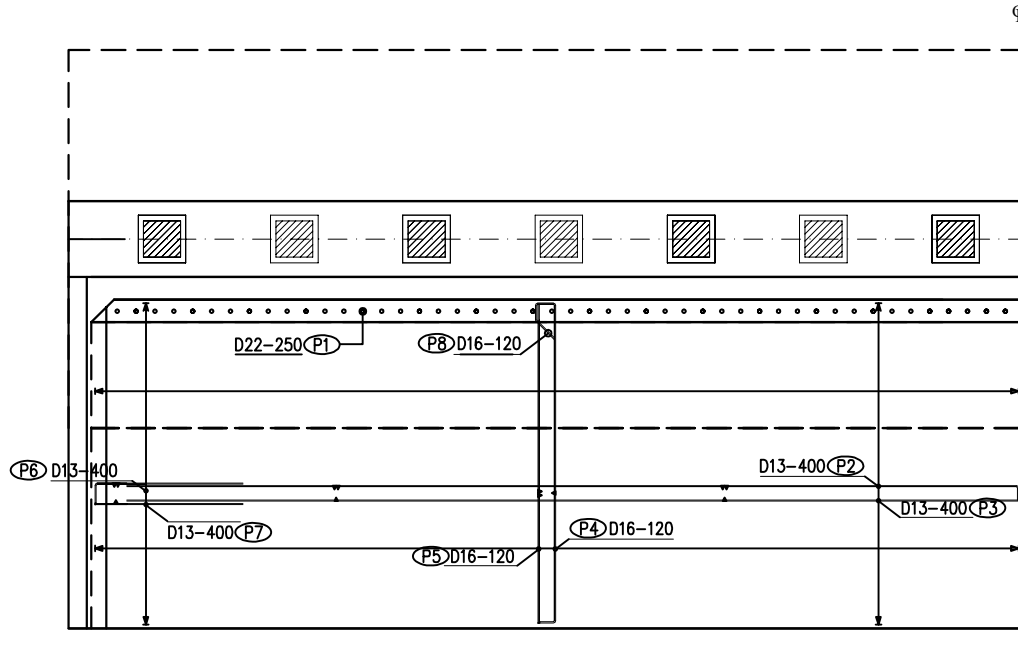 φ
D22-250 P1
P8 D16-120
P6 D13-400
D13-400 P2
D13-400 P7
D13-400 P3
P4 D16-120
P5 D16-120